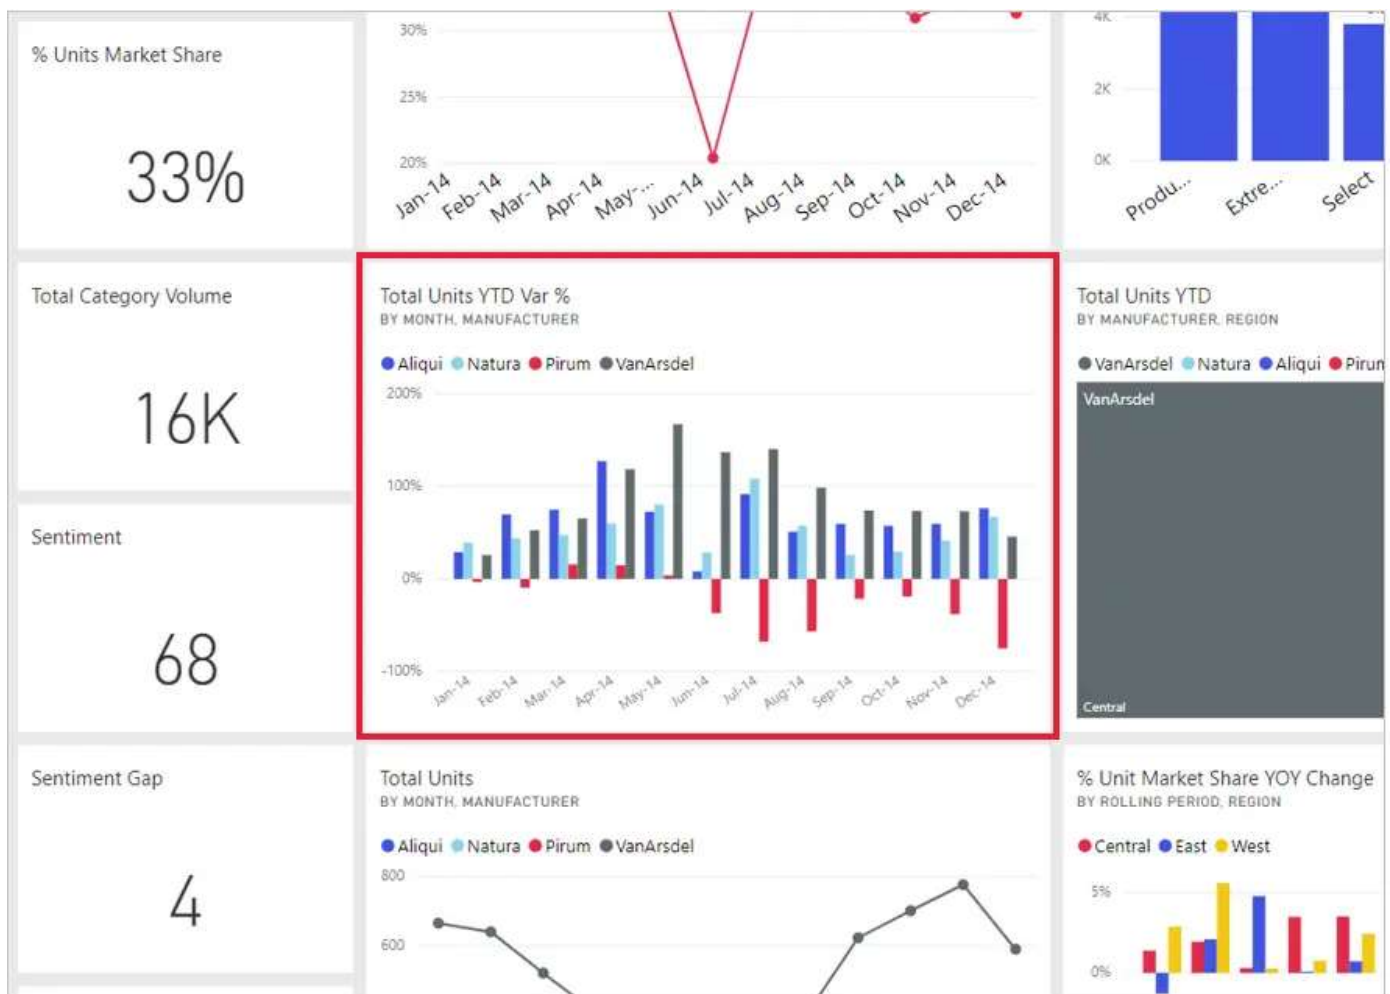 % Units Market Share
33%
30%
25%
20%
Jan-14 Feb-14 Mar-14 Apr-14 May-... Jun-14 Jul-14 Aug-14 Sep-14 Oct-14 Nov-14 Dec-14
4K
2K
0K
Produ... Extre... Select
Total Category Volume
16K
Total Units YTD Var %
BY MONTH, MANUFACTURER
Aliqui Natura Pirum VanArsdel
200%
100%
0%
-100%
Jan-14 Feb-14 Mar-14 Apr-14 May-14 Jun-14 Jul-14 Aug-14 Sep-14 Oct-14 Nov-14 Dec-14
Total Units YTD
BY MANUFACTURER, REGION
VanArsdel Natura Aliqui Pirum
VanArsdel
Central
Sentiment
68
Sentiment Gap
4
Total Units
BY MONTH, MANUFACTURER
Aliqui Natura Pirum VanArsdel
800
600
% Unit Market Share YOY Change
BY ROLLING PERIOD, REGION
Central East West
5%
0%